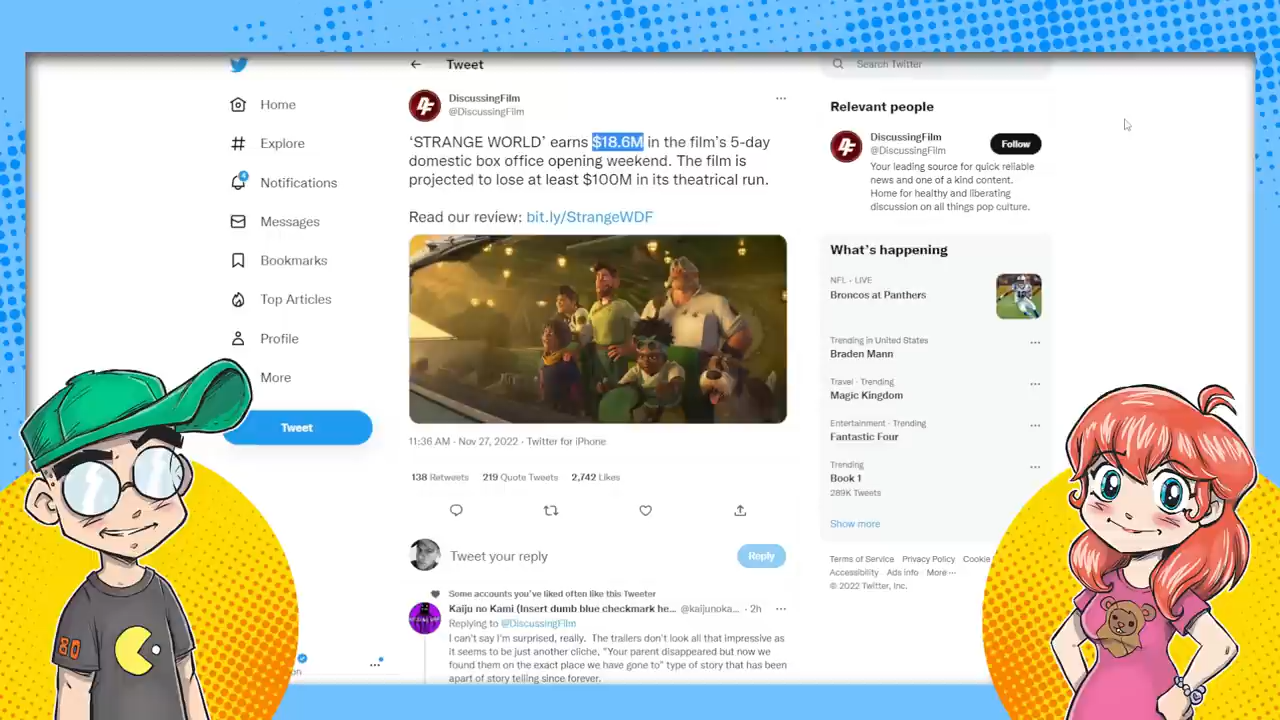 Tweet
Search Twitter
Home
Explore
4
Notifications
Messages
Bookmarks
Top Articles
Profile
More
Tweet
DiscussingFilm
@DiscussingFilm
‘STRANGE WORLD’ earns $18.6M in the film’s 5-day
domestic box office opening weekend. The film is
projected to lose at least $100M in its theatrical run.
Read our review: bit.ly/StrangeWDF
11:36 AM · Nov 27, 2022 · Twitter for iPhone
138 Retweets 219 Quote Tweets 2,742 Likes
Tweet your reply
Reply
Some accounts you’ve liked often like this Tweeter
Kaiju no Kami (Insert dumb blue checkmark he... @kaijunoka... · 2h
Replying to @DiscussingFilm
I can’t say I’m surprised, really. The trailers don’t look all that impressive as
it seems to be just another cliche, “Your parent disappeared but now we
found them on the exact place we have gone to” type of story that has been
apart of story telling since forever.
Relevant people
DiscussingFilm
@DiscussingFilm
Follow
Your leading source for quick reliable
news and one of a kind content.
Home for healthy and liberating
discussion on all things pop culture.
What’s happening
NFL · LIVE
Broncos at Panthers
Trending in United States
Braden Mann
Travel · Trending
Magic Kingdom
Entertainment · Trending
Fantastic Four
Trending
Book 1
289K Tweets
Show more
Terms of Service Privacy Policy Cookie
Accessibility Ads info More ···
© 2022 Twitter, Inc.
80